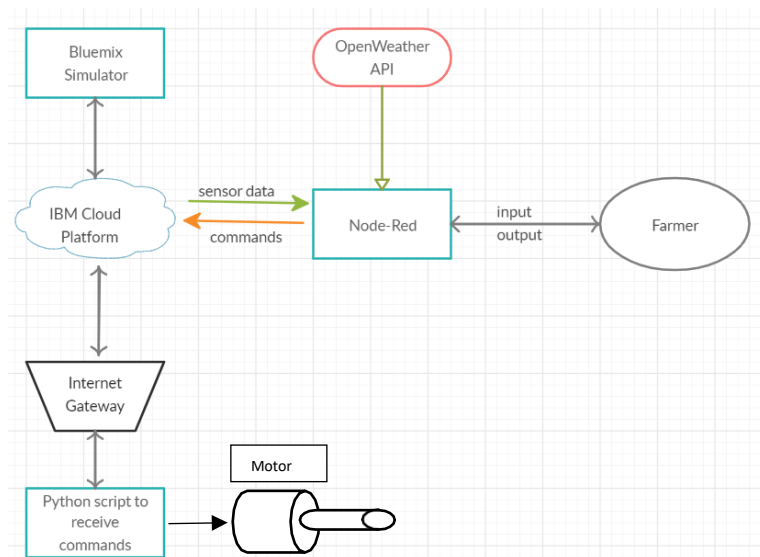 Bluemix
Simulator
OpenWeather
API
IBM Cloud
Platform
sensor data
commands
Node-Red
input
output
Farmer
Internet
Gateway
Python script to
receive
commands
Motor